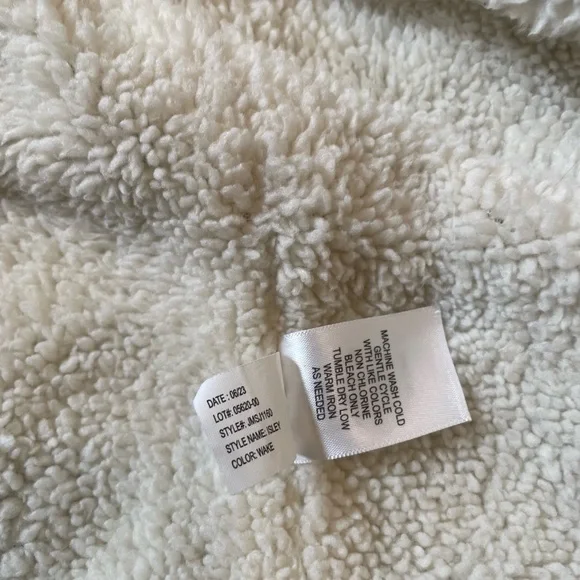 DATE : 06/23
LOT#: 05620-00
STYLE#: JMSJ1160
STYLE NAME: ISLEY
COLOR: WAKE
MACHINE WASH COLD
GENTLE CYCLE
WITH LIKE COLORS
NON CHLORINE
BLEACH ONLY
TUMBLE DRY LOW
WARM IRON
AS NEEDED